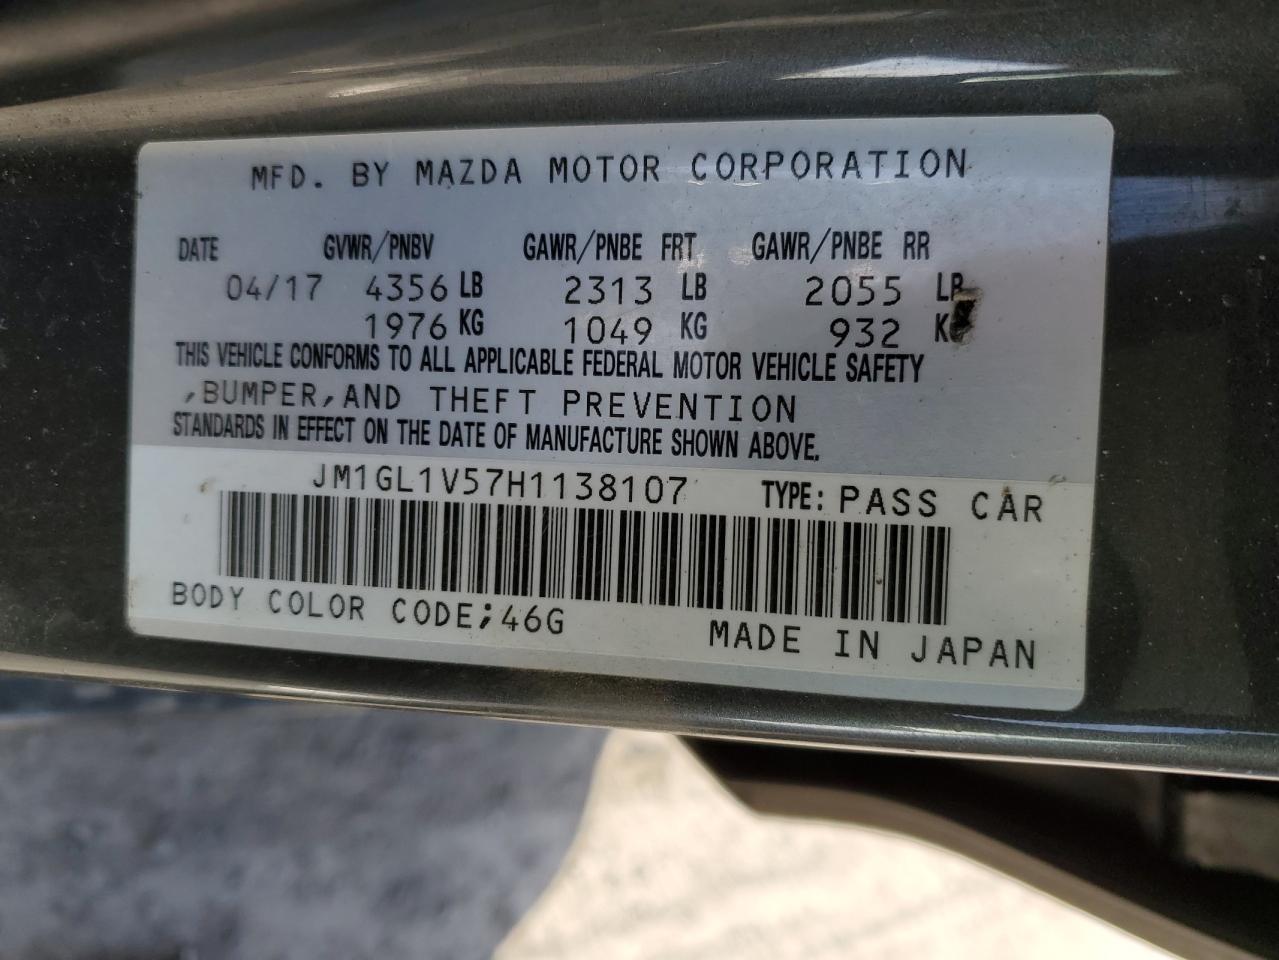 MFD. BY MAZDA MOTOR CORPORATION
DATE GVWR/PNBV GAWR/PNBE FRT GAWR/PNBE RR
04/17 4356 LB 2313 LB 2055 LB
1976 KG 1049 KG 932 KG
THIS VEHICLE CONFORMS TO ALL APPLICABLE FEDERAL MOTOR VEHICLE SAFETY
,BUMPER,AND THEFT PREVENTION
STANDARDS IN EFFECT ON THE DATE OF MANUFACTURE SHOWN ABOVE.
JM1GL1V57H1138107 TYPE: PASS CAR
BODY COLOR CODE;46G
MADE IN JAPAN